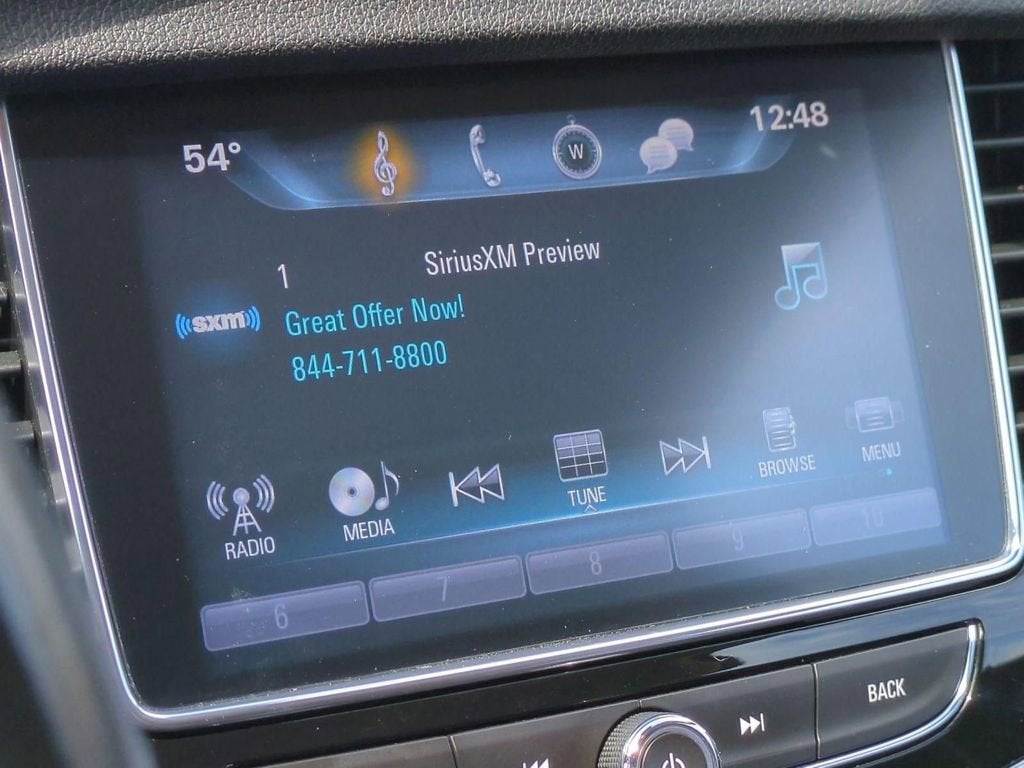 54°
W
12:48
1
SiriusXM Preview
sxm
Great Offer Now!
844-711-8800
RADIO
MEDIA
TUNE
BROWSE
MENU
6
7
8
9
10
BACK